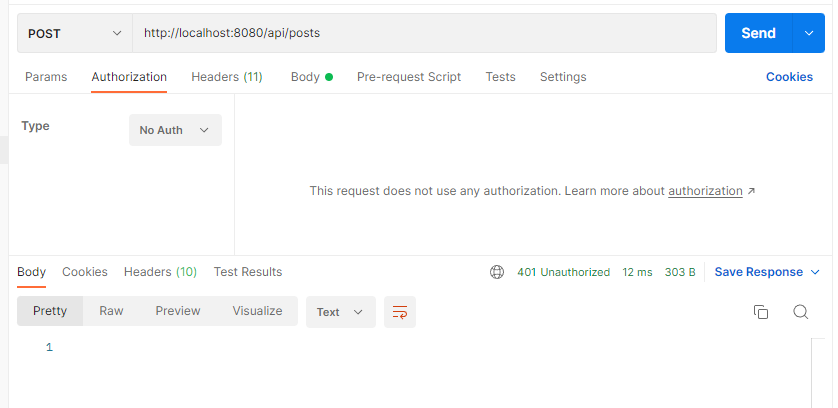 POST http://localhost:8080/api/posts Send
Params Authorization Headers (11) Body Pre-request Script Tests Settings Cookies
Type No Auth
This request does not use any authorization. Learn more about authorization ↗
Body Cookies Headers (10) Test Results 401 Unauthorized 12 ms 303 B Save Response
Pretty Raw Preview Visualize Text
1